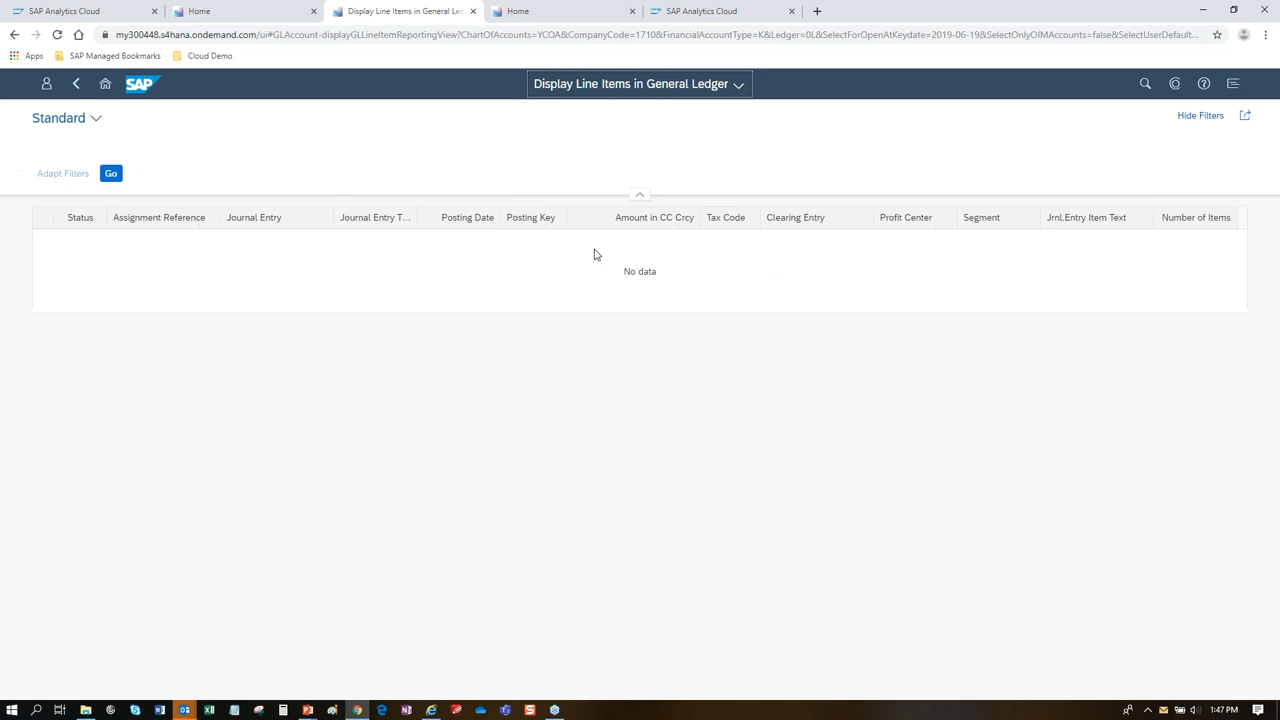 SAP Analytics Cloud
Home
Display Line Items in General Led
Home
SAP Analytics Cloud
my300448.s4hana.ondemand.com/ui#GLAccount-displayGLLineItemReportingView?ChartOfAccounts=YCOA&CompanyCode=1710&FinancialAccountType=K&Ledger=0L&SelectForOpenAtKeydate=2019-06-19&SelectOnlyOIMAccounts=false&SelectUserDefault...
Apps
SAP Managed Bookmarks
Cloud Demo
SAP
Display Line Items in General Ledger
Standard
Hide Filters
Adapt Filters
Go
Status
Assignment Reference
Journal Entry
Journal Entry T...
Posting Date
Posting Key
Amount in CC Crcy
Tax Code
Clearing Entry
Profit Center
Segment
Jrnl.Entry Item Text
Number of Items
No data
1:47 PM